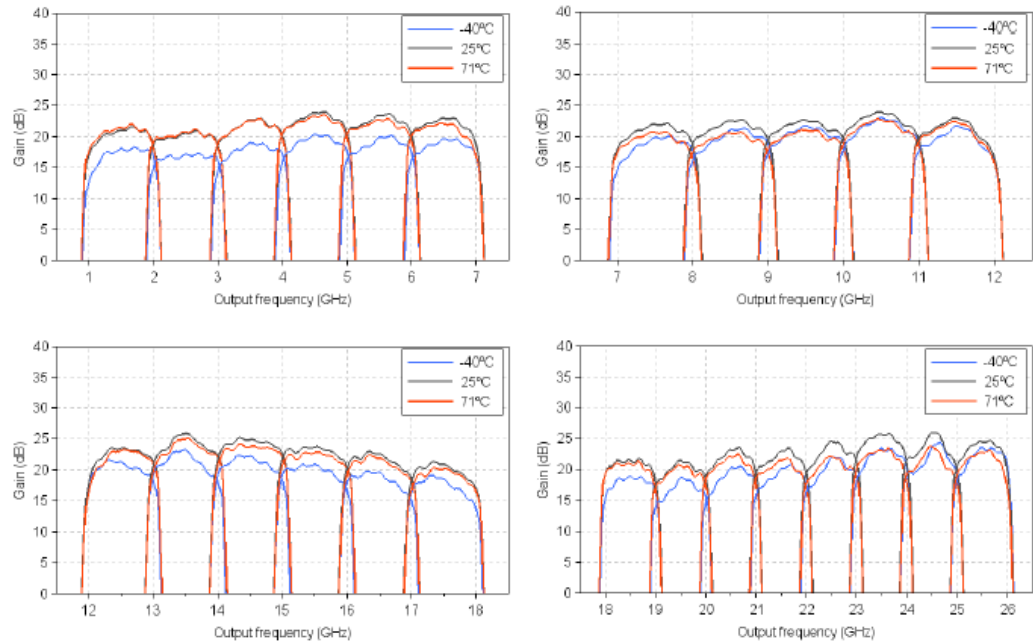 40
35
30
25
20
15
10
5
0
Gain (dB)
-40ºC
25ºC
71ºC
1 2 3 4 5 6 7
Output frequency (GHz)
40
35
30
25
20
15
10
5
0
Gain (dB)
-40ºC
25ºC
71ºC
7 8 9 10 11 12
Output frequency (GHz)
40
35
30
25
20
15
10
5
0
Gain (dB)
-40ºC
25ºC
71ºC
12 13 14 15 16 17 18
Output frequency (GHz)
40
35
30
25
20
15
10
5
0
Gain (dB)
-40ºC
25ºC
71ºC
18 19 20 21 22 23 24 25 26
Output frequency (GHz)